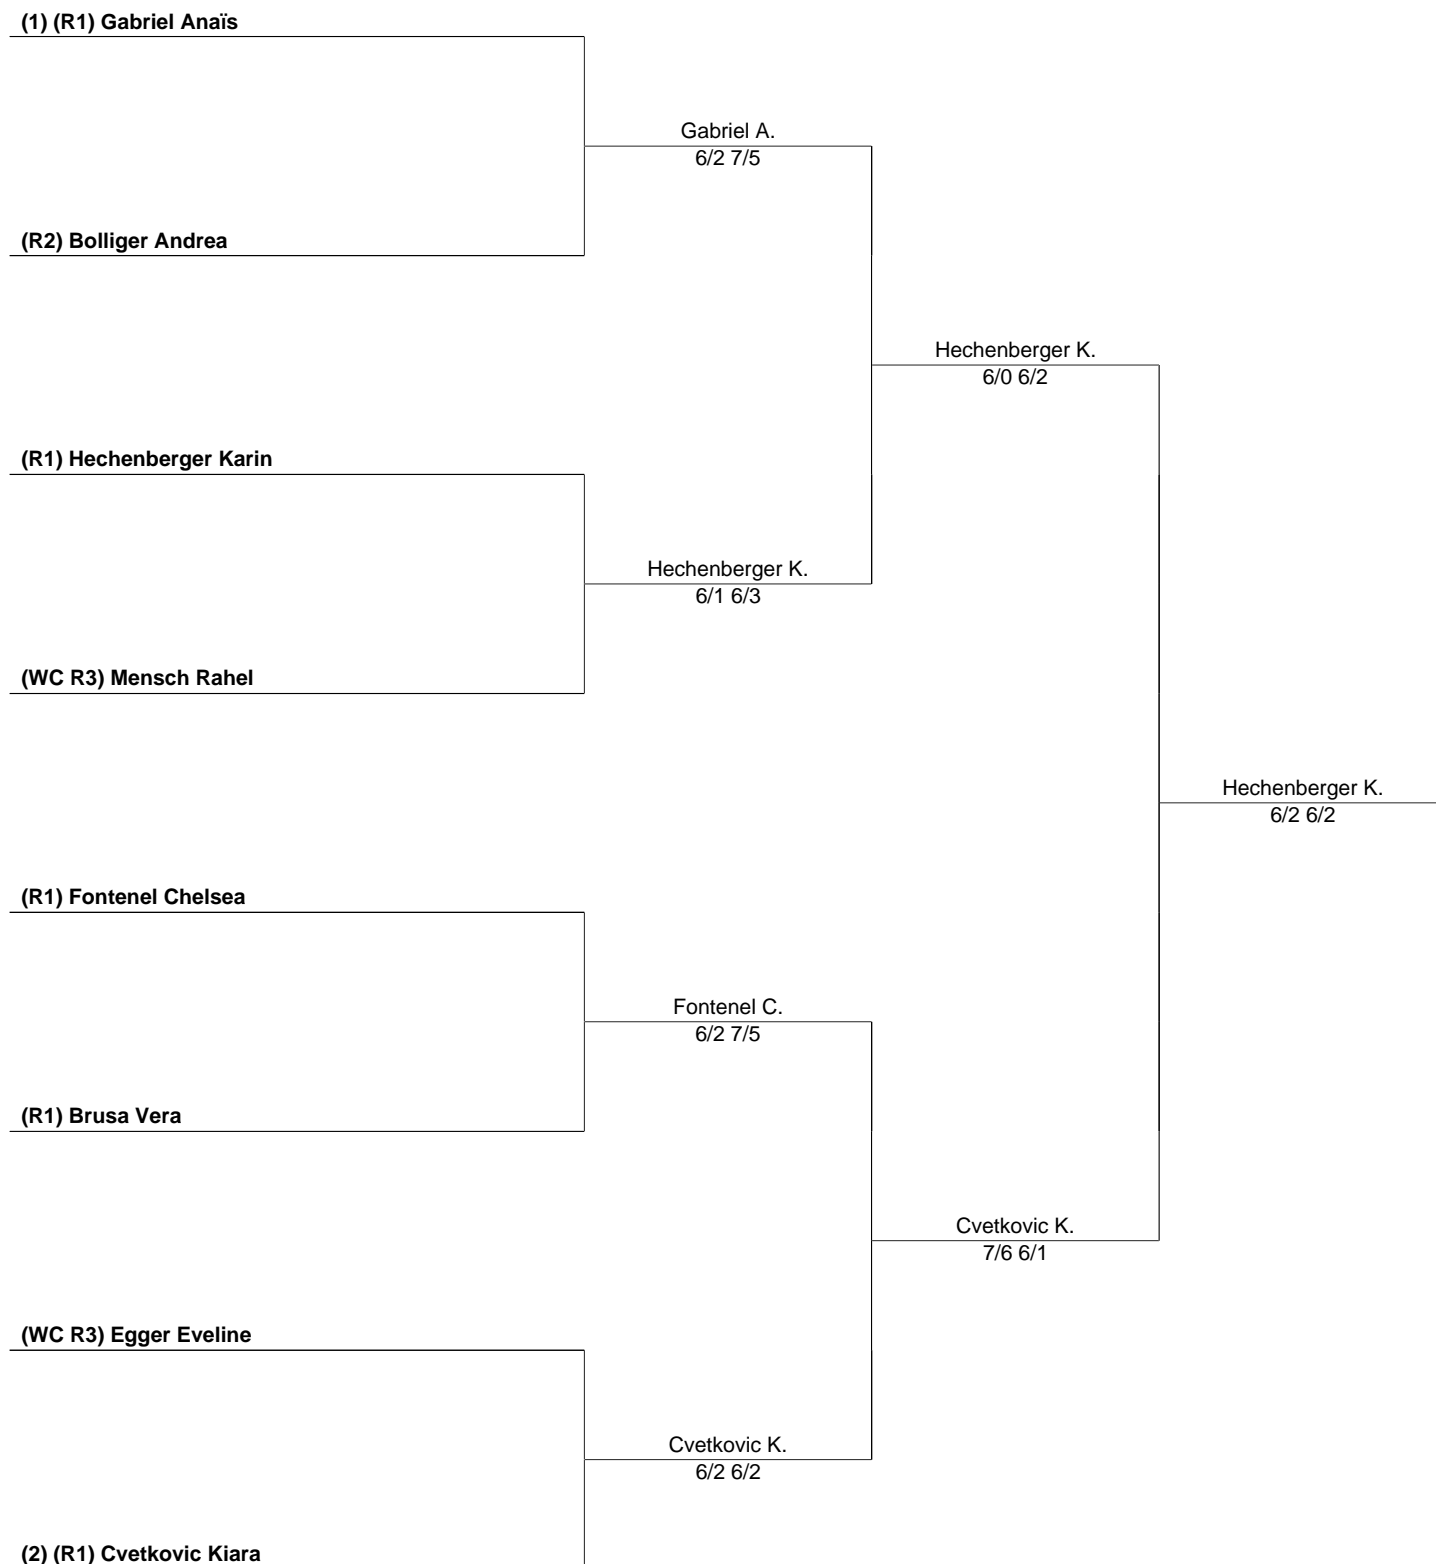 (1) (R1) Gabriel Anaïs
Gabriel A.
6/2 7/5
(R2) Bolliger Andrea
Hechenberger K.
6/0 6/2
(R1) Hechenberger Karin
Hechenberger K.
6/1 6/3
(WC R3) Mensch Rahel
Hechenberger K.
6/2 6/2
(R1) Fontenel Chelsea
Fontenel C.
6/2 7/5
(R1) Brusa Vera
Cvetkovic K.
7/6 6/1
(WC R3) Egger Eveline
Cvetkovic K.
6/2 6/2
(2) (R1) Cvetkovic Kiara